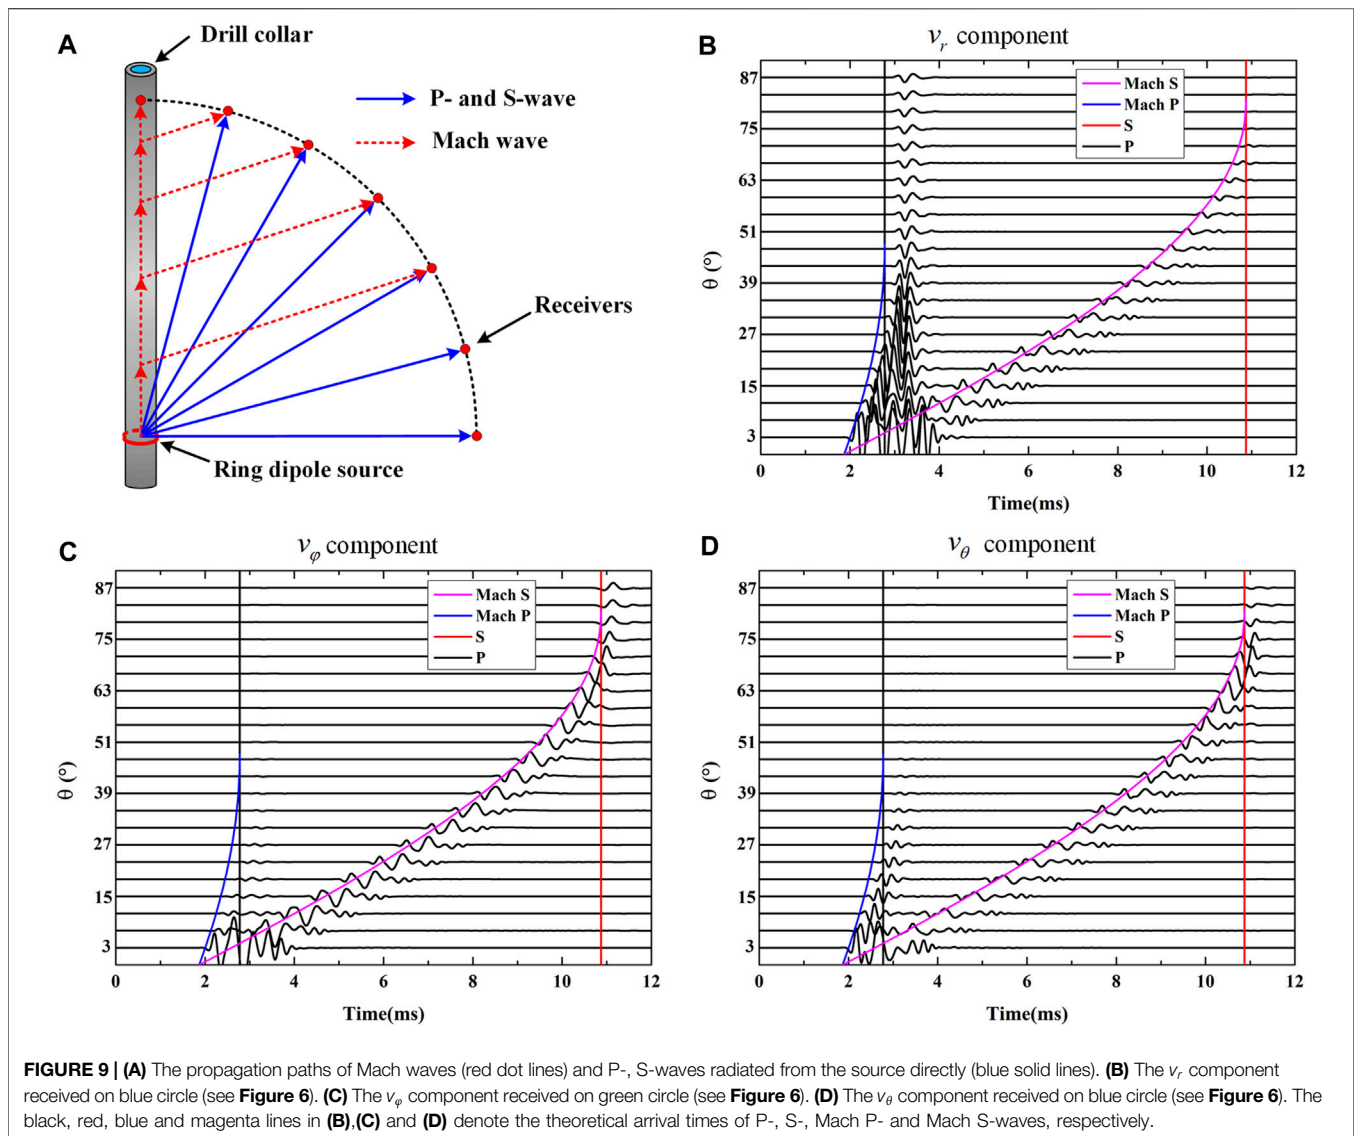 A
Drill collar
P- and S-wave
Mach wave
Receivers
Ring dipole source
B
v_r component
Mach S
Mach P
S
P
87
75
63
51
39
27
15
3
θ (°)
0 2 4 6 8 10 12
Time(ms)
C
v_φ component
Mach S
Mach P
S
P
87
75
63
51
39
27
15
3
θ (°)
0 2 4 6 8 10 12
Time(ms)
D
v_θ component
Mach S
Mach P
S
P
87
75
63
51
39
27
15
3
θ (°)
0 2 4 6 8 10 12
Time(ms)
FIGURE 9 | (A) The propagation paths of Mach waves (red dot lines) and P-, S-waves radiated from the source directly (blue solid lines). (B) The v_r component
received on blue circle (see Figure 6). (C) The v_φ component received on green circle (see Figure 6). (D) The v_θ component received on blue circle (see Figure 6). The
black, red, blue and magenta lines in (B),(C) and (D) denote the theoretical arrival times of P-, S-, Mach P- and Mach S-waves, respectively.